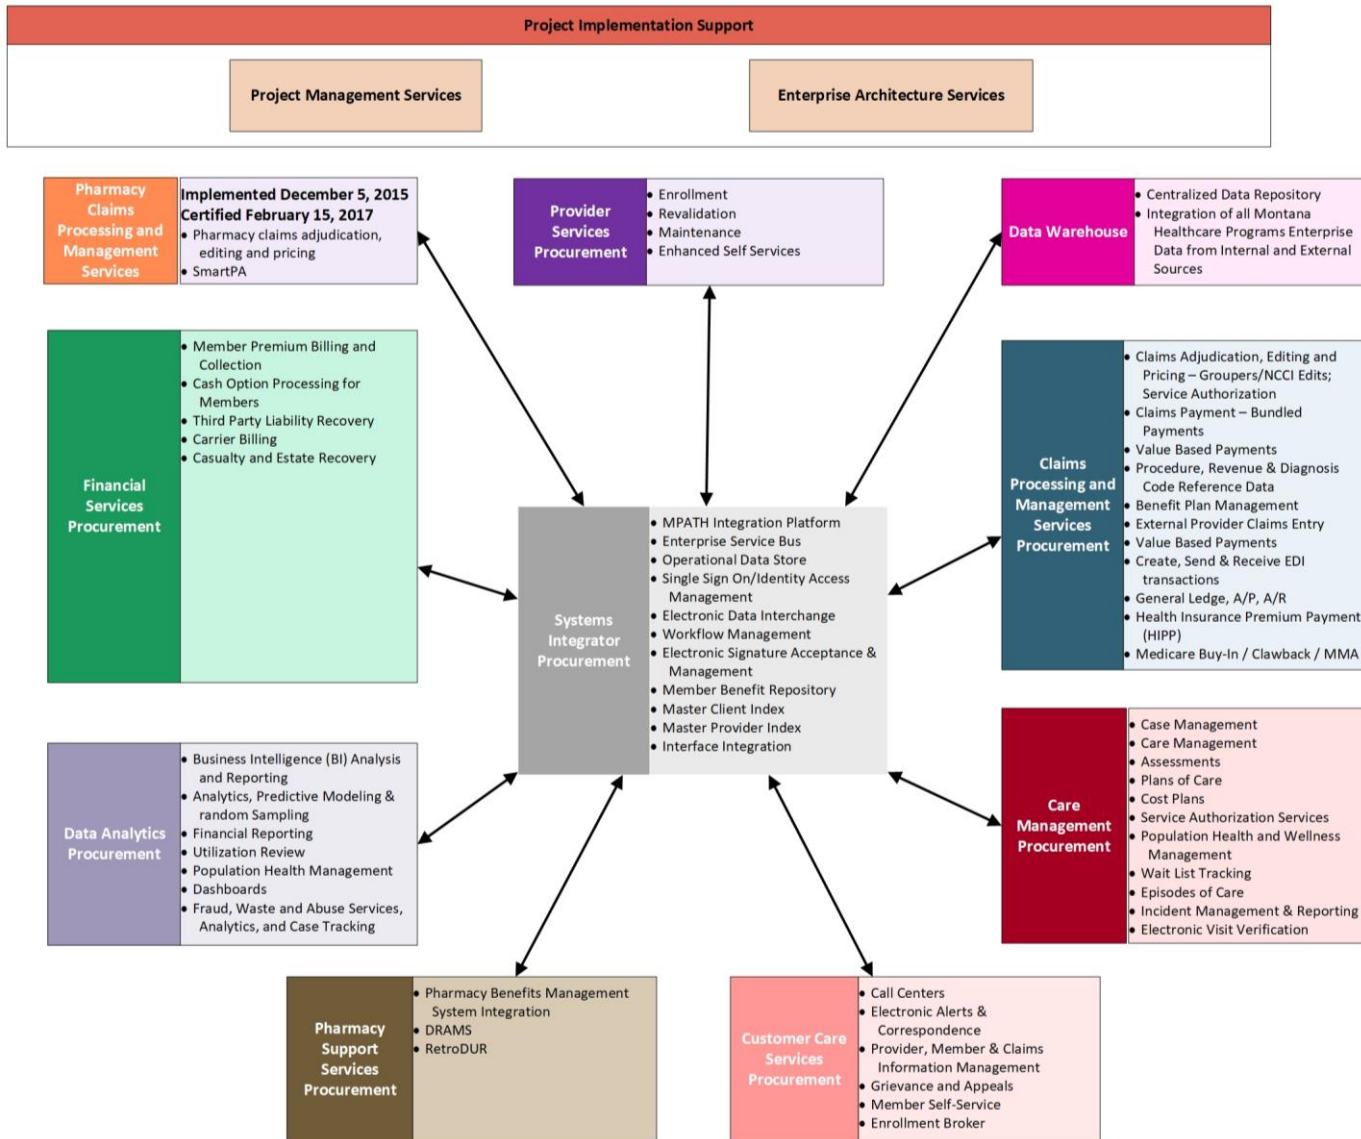 Project Implementation Support
Project Management Services
Enterprise Architecture Services
Pharmacy
Claims
Processing and
Management
Services
Implemented December 5, 2015
Certified February 15, 2017
• Pharmacy claims adjudication,
editing and pricing
• SmartPA
Provider
Services
Procurement
• Enrollment
• Revalidation
• Maintenance
• Enhanced Self Services
Data Warehouse
• Centralized Data Repository
• Integration of all Montana
Healthcare Programs Enterprise
Data from Internal and External
Sources
Financial
Services
Procurement
• Member Premium Billing and
Collection
• Cash Option Processing for
Members
• Third Party Liability Recovery
• Carrier Billing
• Casualty and Estate Recovery
Systems
Integrator
Procurement
• MPATH Integration Platform
• Enterprise Service Bus
• Operational Data Store
• Single Sign On/Identity Access
Management
• Electronic Data Interchange
• Workflow Management
• Electronic Signature Acceptance &
Management
• Member Benefit Repository
• Master Client Index
• Master Provider Index
• Interface Integration
Claims
Processing and
Management
Services
Procurement
• Claims Adjudication, Editing and
Pricing – Groupers/NCCI Edits;
Service Authorization
• Claims Payment – Bundled
Payments
• Value Based Payments
• Procedure, Revenue & Diagnosis
Code Reference Data
• Benefit Plan Management
• External Provider Claims Entry
• Value Based Payments
• Create, Send & Receive EDI
transactions
• General Ledge, A/P, A/R
• Health Insurance Premium Payment
(HIPP)
• Medicare Buy-In / Clawback / MMA
Data Analytics
Procurement
• Business Intelligence (BI) Analysis
and Reporting
• Analytics, Predictive Modeling &
random Sampling
• Financial Reporting
• Utilization Review
• Population Health Management
• Dashboards
• Fraud, Waste and Abuse Services,
Analytics, and Case Tracking
Care
Management
Procurement
• Case Management
• Care Management
• Assessments
• Plans of Care
• Cost Plans
• Service Authorization Services
• Population Health and Wellness
Management
• Wait List Tracking
• Episodes of Care
• Incident Management & Reporting
• Electronic Visit Verification
Pharmacy
Support
Services
Procurement
• Pharmacy Benefits Management
System Integration
• DRAMS
• RetroDUR
Customer Care
Services
Procurement
• Call Centers
• Electronic Alerts &
Correspondence
• Provider, Member & Claims
Information Management
• Grievance and Appeals
• Member Self-Service
• Enrollment Broker